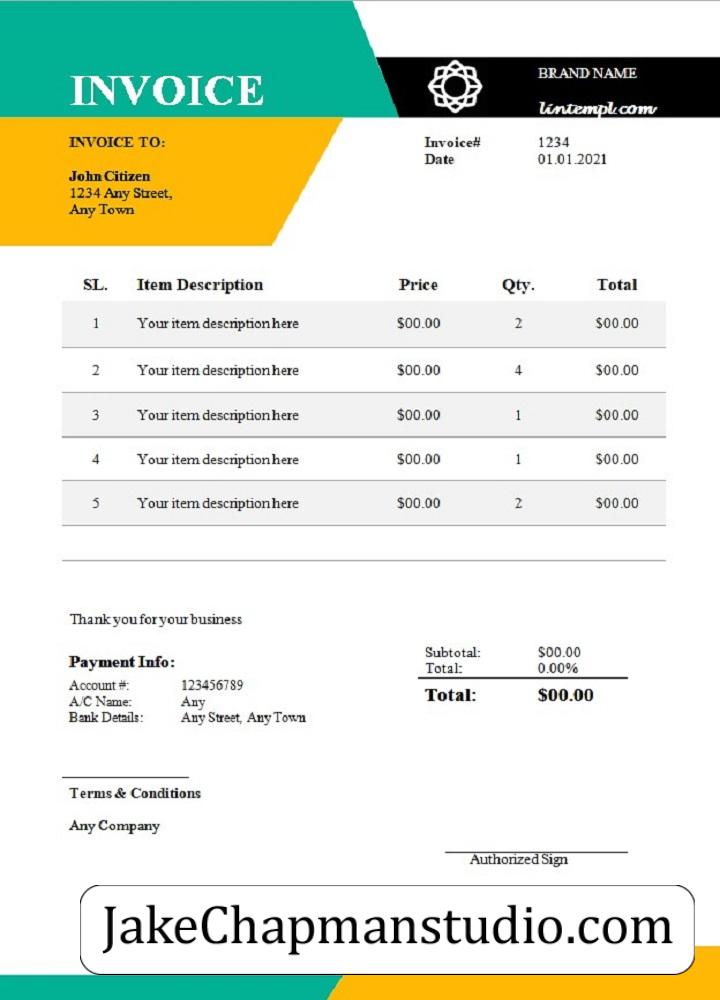 INVOICE
BRAND NAME
lintempl.com
INVOICE TO:
Invoice# 1234
Date 01.01.2021
John Citizen
1234 Any Street,
Any Town
SL. Item Description Price Qty. Total
1 Your item description here $00.00 2 $00.00
2 Your item description here $00.00 4 $00.00
3 Your item description here $00.00 1 $00.00
4 Your item description here $00.00 1 $00.00
5 Your item description here $00.00 2 $00.00
Thank you for your business
Subtotal: $00.00
Total: 0.00%
Total: $00.00
Payment Info:
Account #: 123456789
A/C Name: Any
Bank Details: Any Street, Any Town
Terms & Conditions
Any Company
Authorized Sign
JakeChapmanstudio.com